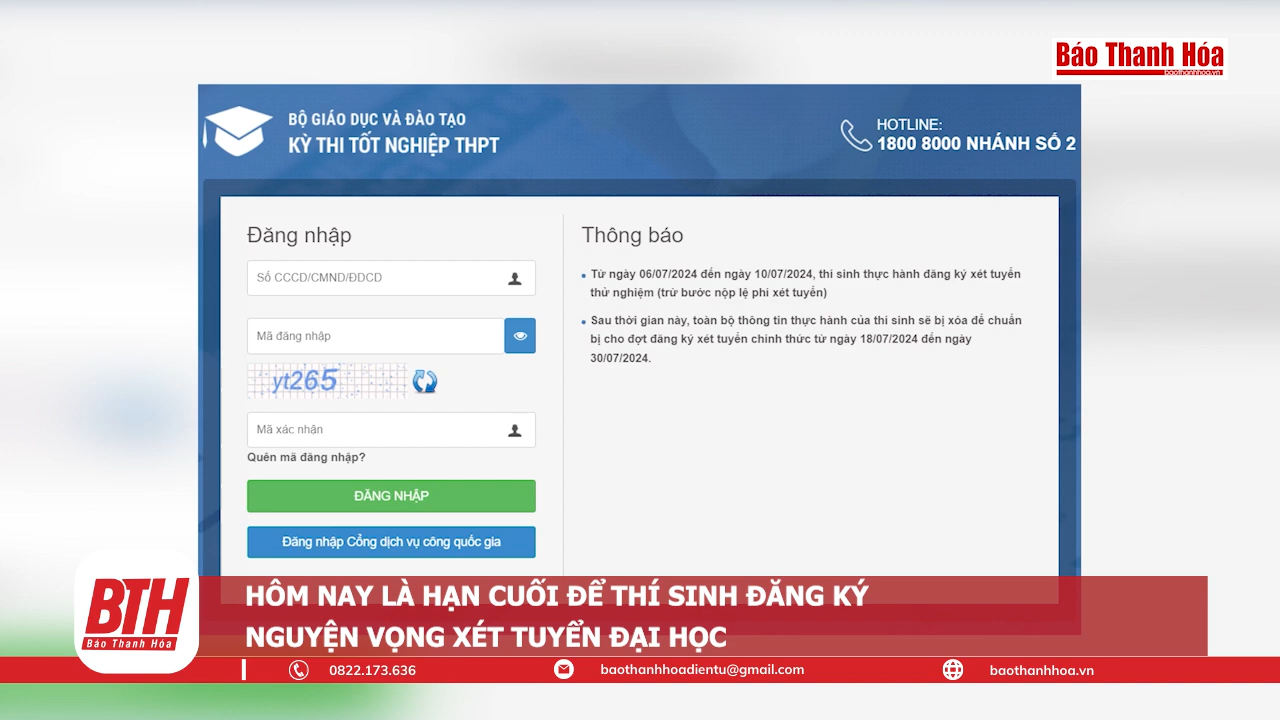 Báo Thanh Hóa
baothanhhoa.vn
BỘ GIÁO DỤC VÀ ĐÀO TẠO
KỲ THI TỐT NGHIỆP THPT
HOTLINE:
1800 8000 NHÁNH SỐ 2
Đăng nhập
Số CCCD/CMND/ĐDCD
Mã đăng nhập
yt265
Mã xác nhận
Quên mã đăng nhập?
ĐĂNG NHẬP
Đăng nhập Cổng dịch vụ công quốc gia
Thông báo
Từ ngày 06/07/2024 đến ngày 10/07/2024, thí sinh thực hành đăng ký xét tuyển
thử nghiệm (trừ bước nộp lệ phí xét tuyển)
Sau thời gian này, toàn bộ thông tin thực hành của thí sinh sẽ bị xóa để chuẩn
bị cho đợt đăng ký xét tuyển chính thức từ ngày 18/07/2024 đến ngày
30/07/2024.
BTH
Báo Thanh Hóa
HÔM NAY LÀ HẠN CUỐI ĐỂ THÍ SINH ĐĂNG KÝ
NGUYỆN VỌNG XÉT TUYỂN ĐẠI HỌC
0822.173.636
baothanhhoadientu@gmail.com
baothanhhoa.vn